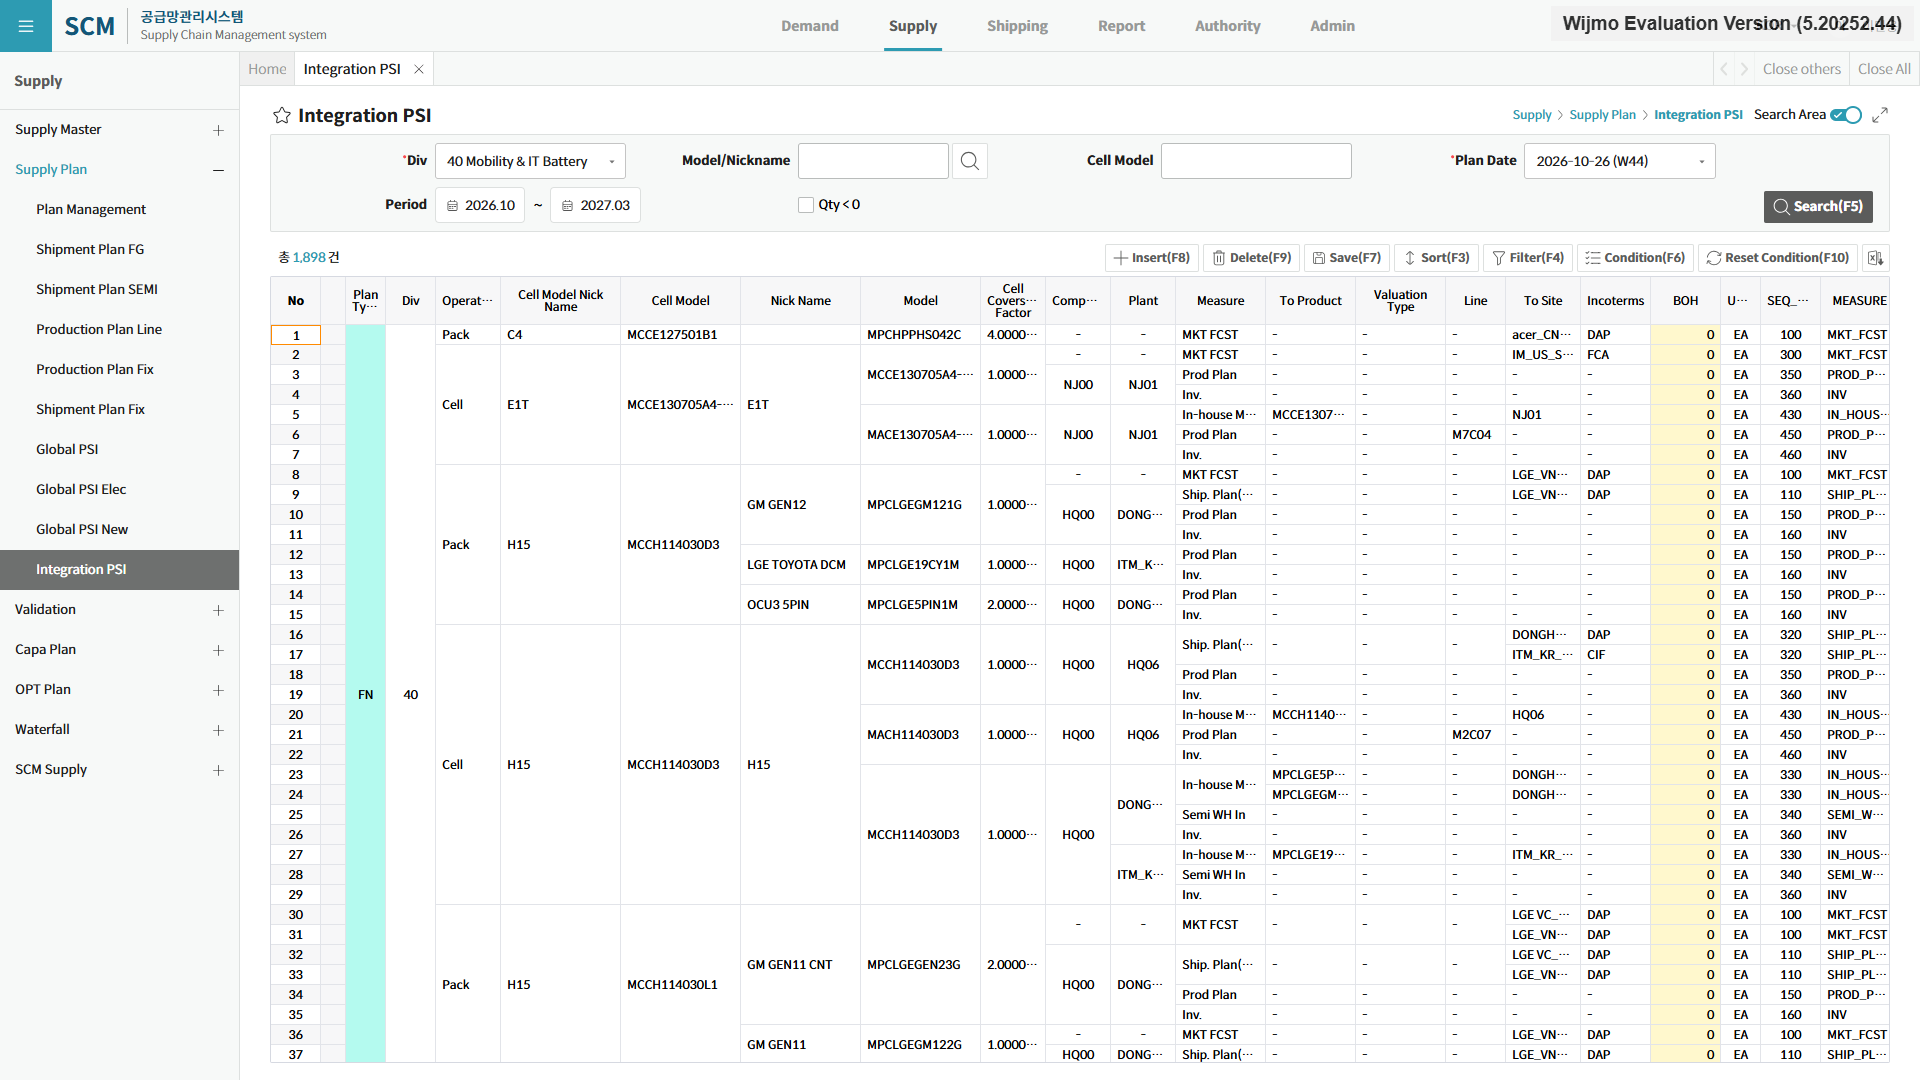 SCM
공급망관리시스템
Supply Chain Management system
Demand
Supply
Shipping
Report
Authority
Admin
Wijmo Evaluation Version (5.20252.44)
Supply
Home
Integration PSI
Close others
Close All
Supply Master
Supply Plan
Plan Management
Shipment Plan FG
Shipment Plan SEMI
Production Plan Line
Production Plan Fix
Shipment Plan Fix
Global PSI
Global PSI Elec
Global PSI New
Integration PSI
Validation
Capa Plan
OPT Plan
Waterfall
SCM Supply
Integration PSI
Supply > Supply Plan > Integration PSI
Search Area
*Div 40 Mobility & IT Battery
Model/Nickname
Cell Model
*Plan Date 2026-10-26 (W44)
Period 2026.10 ~ 2027.03
Qty < 0
Search(F5)
총 1,898 건
Insert(F8) Delete(F9) Save(F7) Sort(F3) Filter(F4) Condition(F6) Reset Condition(F10)
No Plan Ty··· Div Operat··· Cell Model Nick Name Cell Model Nick Name Model Cell Covers··· Factor Comp··· Plant Measure To Product Valuation Type Line To Site Incoterms BOH U··· SEQ_··· MEASURE
FN 40
1 Pack C4 MCCE127501B1 MPCHPPHS042C 4.0000··· - - MKT FCST - - - acer_CN··· DAP 0 EA 100 MKT_FCST
2 - - MKT FCST - - - IM_US_S··· FCA 0 EA 300 MKT_FCST
3 MCCE130705A4-··· 1.0000··· NJ00 NJ01 Prod Plan - - - - - 0 EA 350 PROD_P···
4 Cell E1T MCCE130705A4-··· E1T Inv. - - - - - 0 EA 360 INV
5 In-house M··· MCCE1307··· - - NJ01 - 0 EA 430 IN_HOUS···
6 MACE130705A4-··· 1.0000··· NJ00 NJ01 Prod Plan - - M7C04 - - 0 EA 450 PROD_P···
7 Inv. - - - - - 0 EA 460 INV
8 - - MKT FCST - - - LGE_VN··· DAP 0 EA 100 MKT_FCST
9 GM GEN12 MPCLGEGM121G 1.0000··· Ship. Plan(··· - - - LGE_VN··· DAP 0 EA 110 SHIP_PL···
10 HQ00 DONG··· Prod Plan - - - - - 0 EA 150 PROD_P···
11 Inv. - - - - - 0 EA 160 INV
12 Pack H15 MCCH114030D3 LGE TOYOTA DCM MPCLGE19CY1M 1.0000··· HQ00 ITM_K··· Prod Plan - - - - - 0 EA 150 PROD_P···
13 Inv. - - - - - 0 EA 160 INV
14 OCU3 5PIN MPCLGE5PIN1M 2.0000··· HQ00 DONG··· Prod Plan - - - - - 0 EA 150 PROD_P···
15 Inv. - - - - - 0 EA 160 INV
16 Ship. Plan(··· - - - DONGH··· DAP 0 EA 320 SHIP_PL···
17 MCCH114030D3 1.0000··· HQ00 HQ06 ITM_KR_··· CIF 0 EA 320 SHIP_PL···
18 Prod Plan - - - - - 0 EA 350 PROD_P···
19 Inv. - - - - - 0 EA 360 INV
20 In-house M··· MCCH1140··· - - HQ06 - 0 EA 430 IN_HOUS···
21 MACH114030D3 1.0000··· HQ00 HQ06 Prod Plan - - M2C07 - - 0 EA 450 PROD_P···
22 Cell H15 MCCH114030D3 H15 Inv. - - - - - 0 EA 460 INV
23 In-house M··· MPCLGE5P··· - - DONGH··· - 0 EA 330 IN_HOUS···
24 DONG··· MPCLGEGM··· - - DONGH··· - 0 EA 330 IN_HOUS···
25 Semi WH In - - - - - 0 EA 340 SEMI_W···
26 MCCH114030D3 1.0000··· HQ00 Inv. - - - - - 0 EA 360 INV
27 In-house M··· MPCLGE19··· - - ITM_KR_··· - 0 EA 330 IN_HOUS···
28 ITM_K··· Semi WH In - - - - - 0 EA 340 SEMI_W···
29 Inv. - - - - - 0 EA 360 INV
30 - - MKT FCST - - - LGE VC_··· DAP 0 EA 100 MKT_FCST
31 LGE_VN··· DAP 0 EA 100 MKT_FCST
32 GM GEN11 CNT MPCLGEGEN23G 2.0000··· Ship. Plan(··· - - - LGE VC_··· DAP 0 EA 110 SHIP_PL···
33 Pack H15 MCCH114030L1 HQ00 DONG··· LGE_VN··· DAP 0 EA 110 SHIP_PL···
34 Prod Plan - - - - - 0 EA 150 PROD_P···
35 Inv. - - - - - 0 EA 160 INV
36 GM GEN11 MPCLGEGM122G 1.0000··· - - MKT FCST - - - LGE_VN··· DAP 0 EA 100 MKT_FCST
37 HQ00 DONG··· Ship. Plan(··· - - - LGE_VN··· DAP 0 EA 110 SHIP_PL···